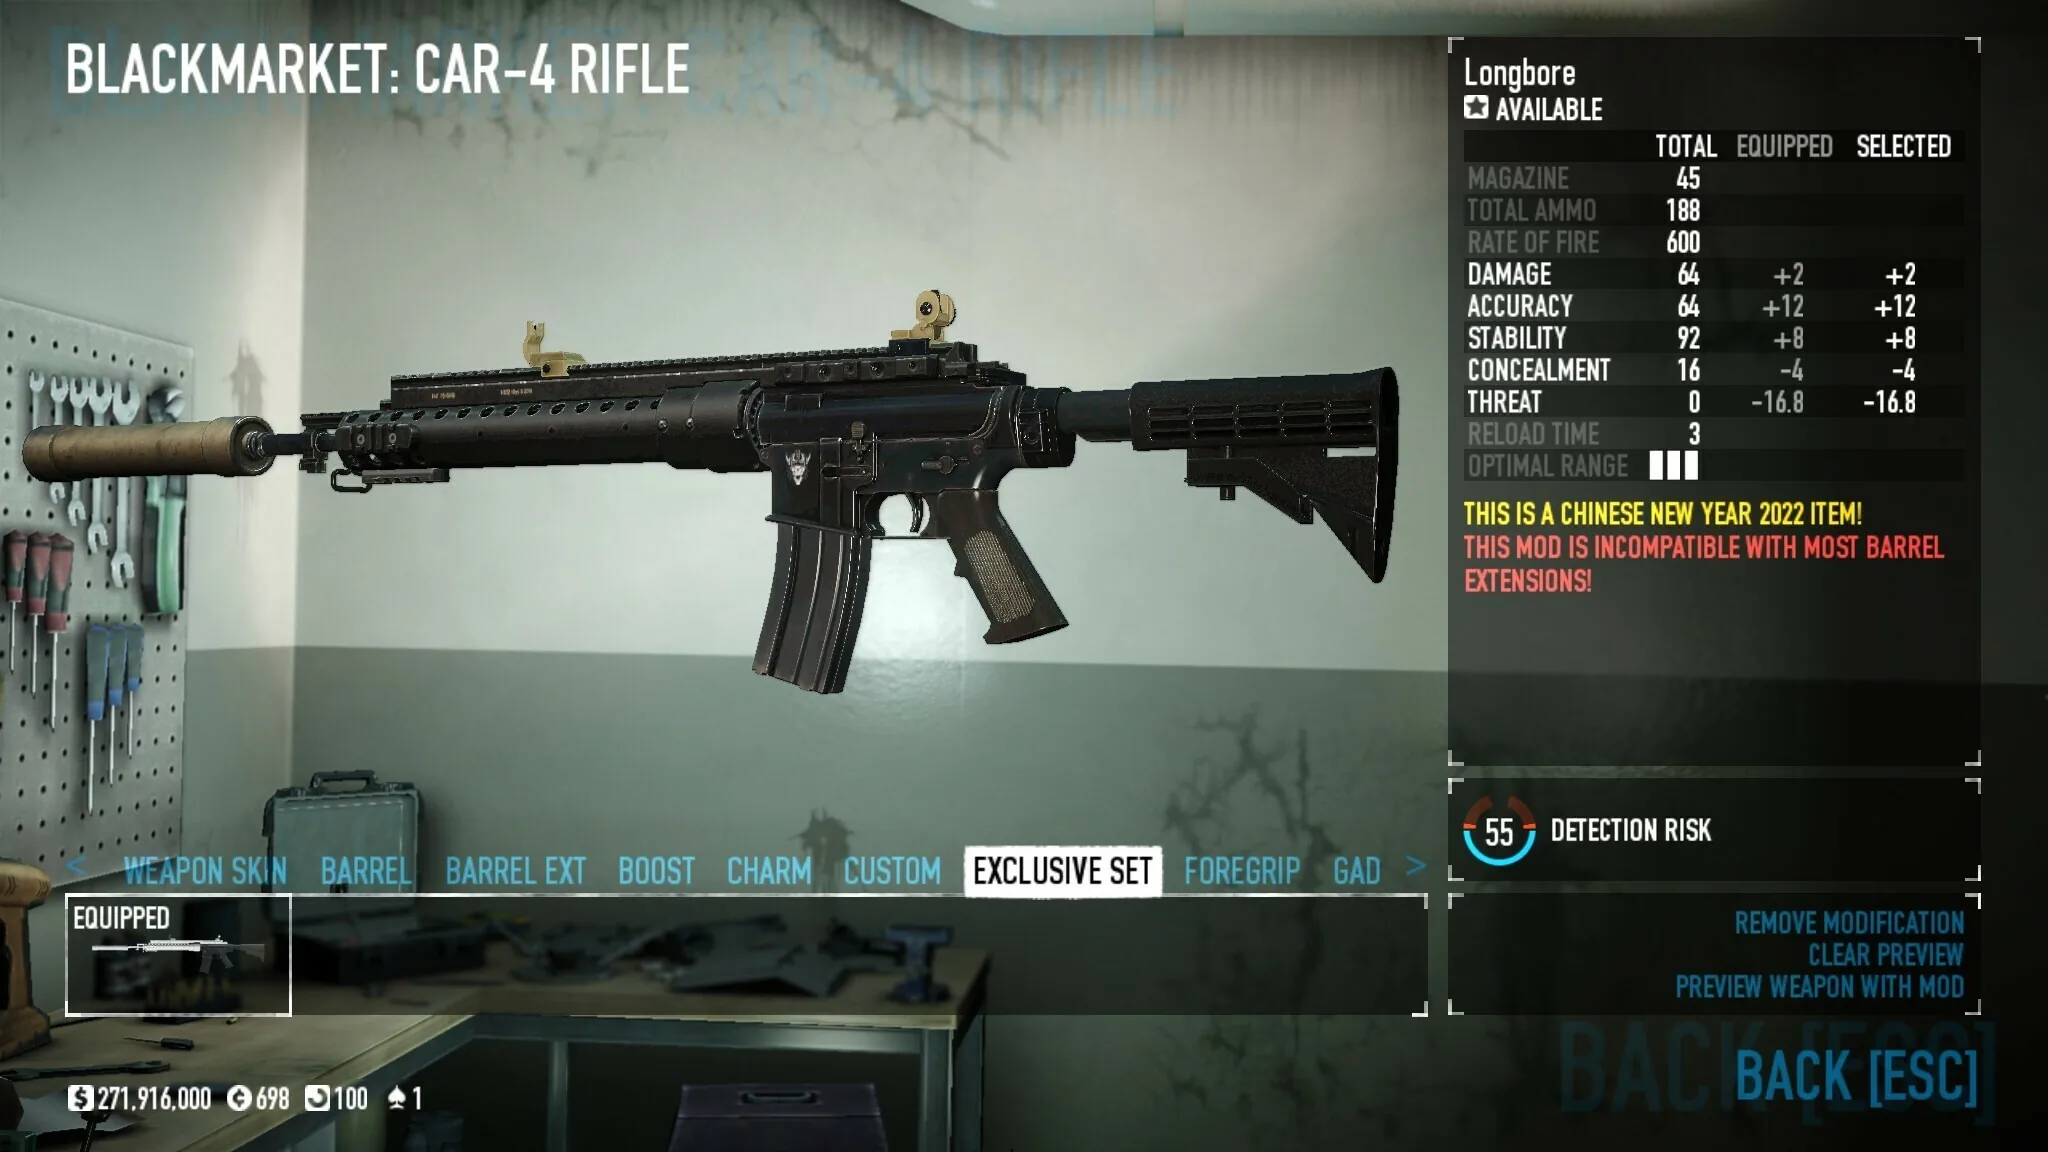 BLACKMARKET: CAR-4 RIFLE
Longbore
AVAILABLE
TOTAL EQUIPPED SELECTED
MAGAZINE 45
TOTAL AMMO 188
RATE OF FIRE 600
DAMAGE 64 +2 +2
ACCURACY 64 +12 +12
STABILITY 92 +8 +8
CONCEALMENT 16 -4 -4
THREAT 0 -16.8 -16.8
RELOAD TIME 3
OPTIMAL RANGE
THIS IS A CHINESE NEW YEAR 2022 ITEM!
THIS MOD IS INCOMPATIBLE WITH MOST BARREL
EXTENSIONS!
55 DETECTION RISK
< WEAPON SKIN BARREL BARREL EXT BOOST CHARM CUSTOM EXCLUSIVE SET FOREGRIP GAD >
EQUIPPED
REMOVE MODIFICATION
CLEAR PREVIEW
PREVIEW WEAPON WITH MOD
BACK [ESC]
$ 271,916,000 698 100 1